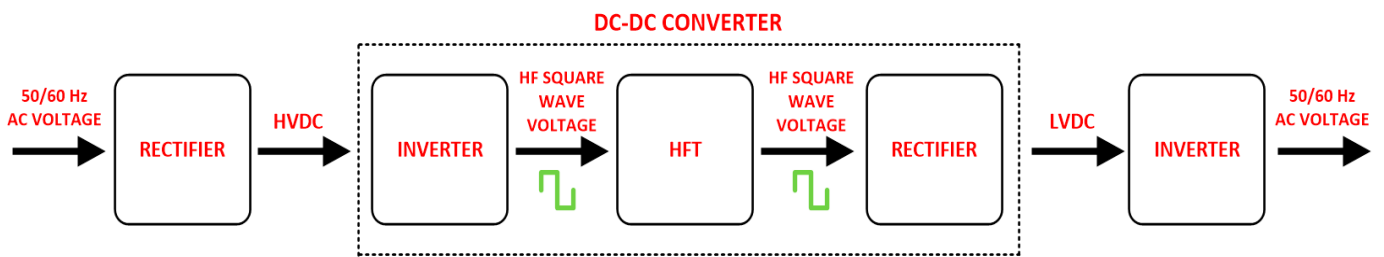 DC-DC CONVERTER
50/60 Hz
AC VOLTAGE
RECTIFIER
HVDC
INVERTER
HF SQUARE
WAVE
VOLTAGE
HFT
HF SQUARE
WAVE
VOLTAGE
RECTIFIER
LVDC
INVERTER
50/60 Hz
AC VOLTAGE